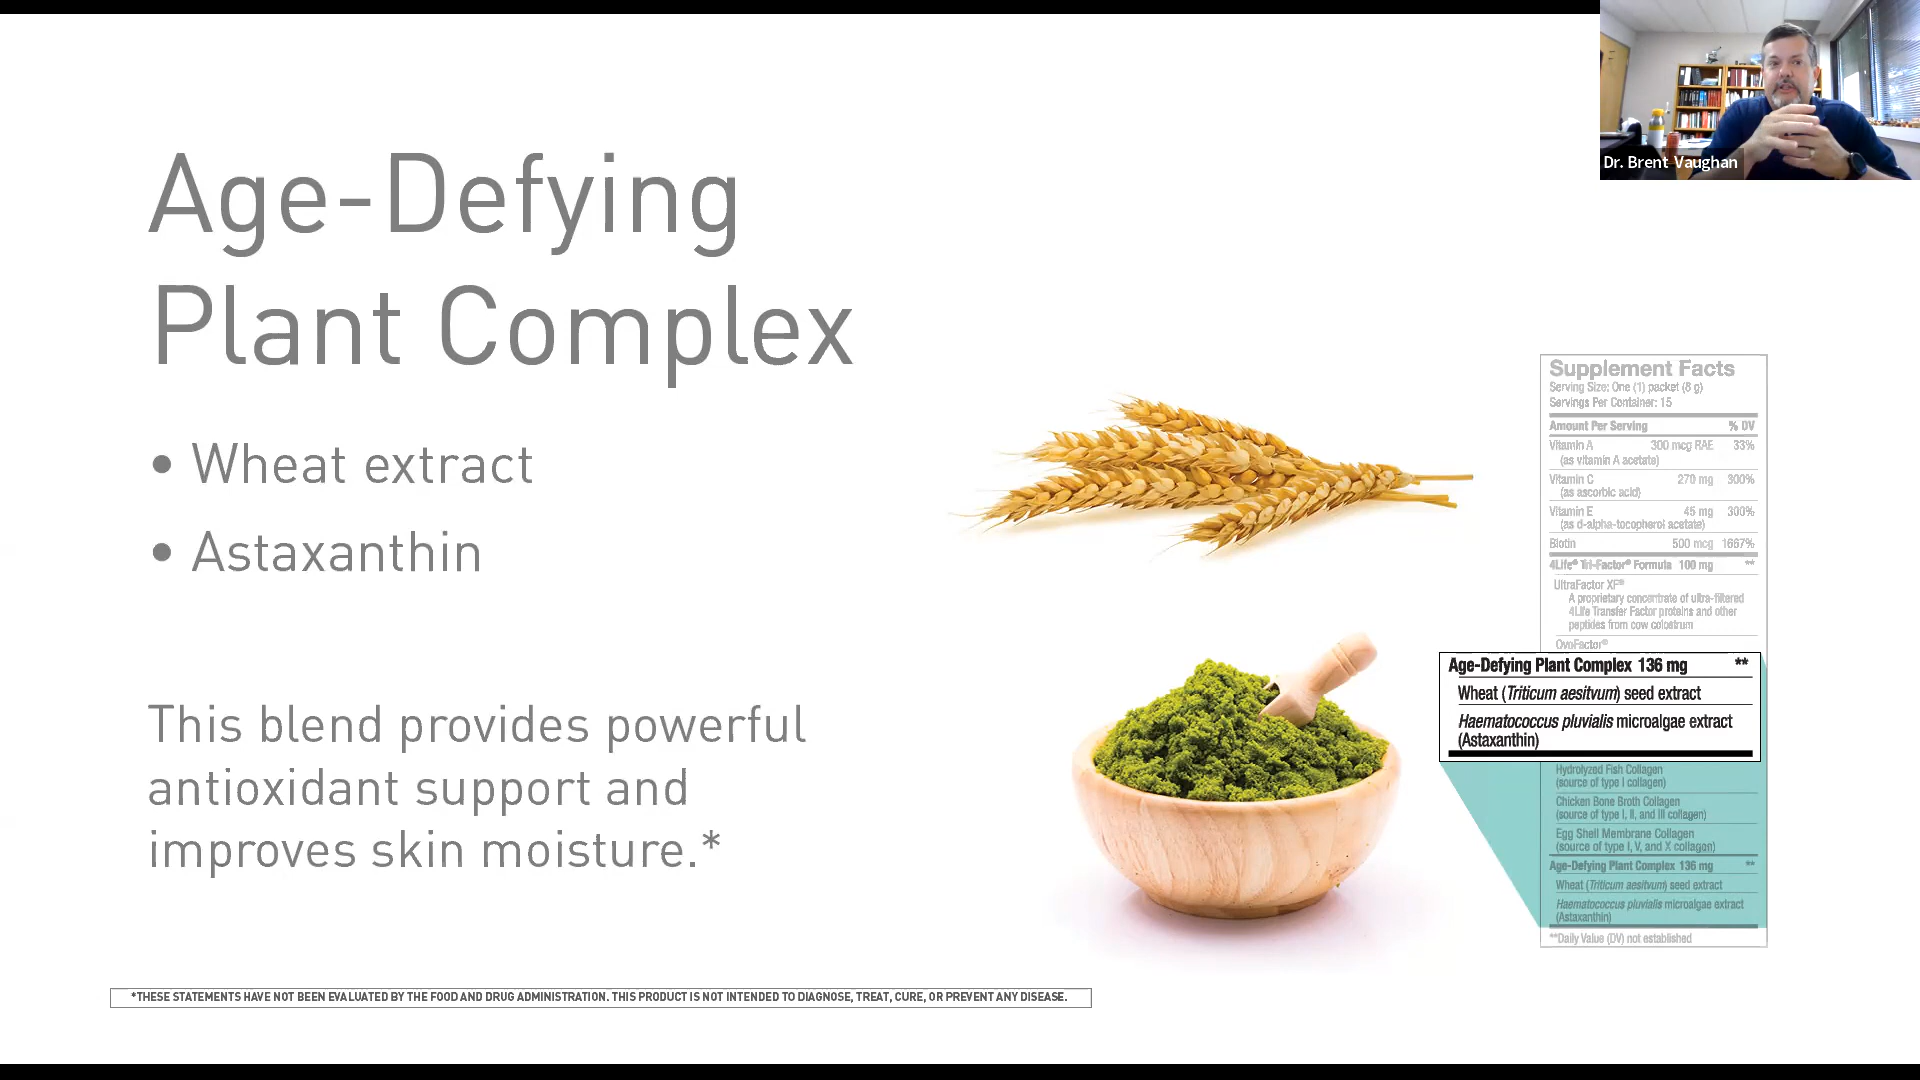 Dr. Brent Vaughan
Age-Defying
Plant Complex
• Wheat extract
• Astaxanthin
This blend provides powerful
antioxidant support and
improves skin moisture.*
Supplement Facts
Serving Size: One (1) packet (8 g)
Servings Per Container: 15
Amount Per Serving % DV
Vitamin A 300 mcg RAE 33%
(as vitamin A acetate)
Vitamin C 270 mg 300%
(as ascorbic acid)
Vitamin E 45 mg 300%
(as d-alpha-tocopherol acetate)
Biotin 500 mcg 1667%
4Life® Tri-Factor® Formula 100 mg **
UltraFactor XF®
A proprietary concentrate of ultra-filtered
4Life Transfer Factor proteins and other
peptides from cow colostrum
OvoFactor®
Age-Defying Plant Complex 136 mg **
Wheat (Triticum aesitvum) seed extract
Haematococcus pluvialis microalgae extract
(Astaxanthin)
Hydrolyzed Fish Collagen
(source of type I collagen)
Chicken Bone Broth Collagen
(source of type I, II, and III collagen)
Egg Shell Membrane Collagen
(source of type I, V, and X collagen)
Age-Defying Plant Complex 136 mg **
Wheat (Triticum aesitvum) seed extract
Haematococcus pluvialis microalgae extract
(Astaxanthin)
**Daily Value (DV) not established
*THESE STATEMENTS HAVE NOT BEEN EVALUATED BY THE FOOD AND DRUG ADMINISTRATION. THIS PRODUCT IS NOT INTENDED TO DIAGNOSE, TREAT, CURE, OR PREVENT ANY DISEASE.